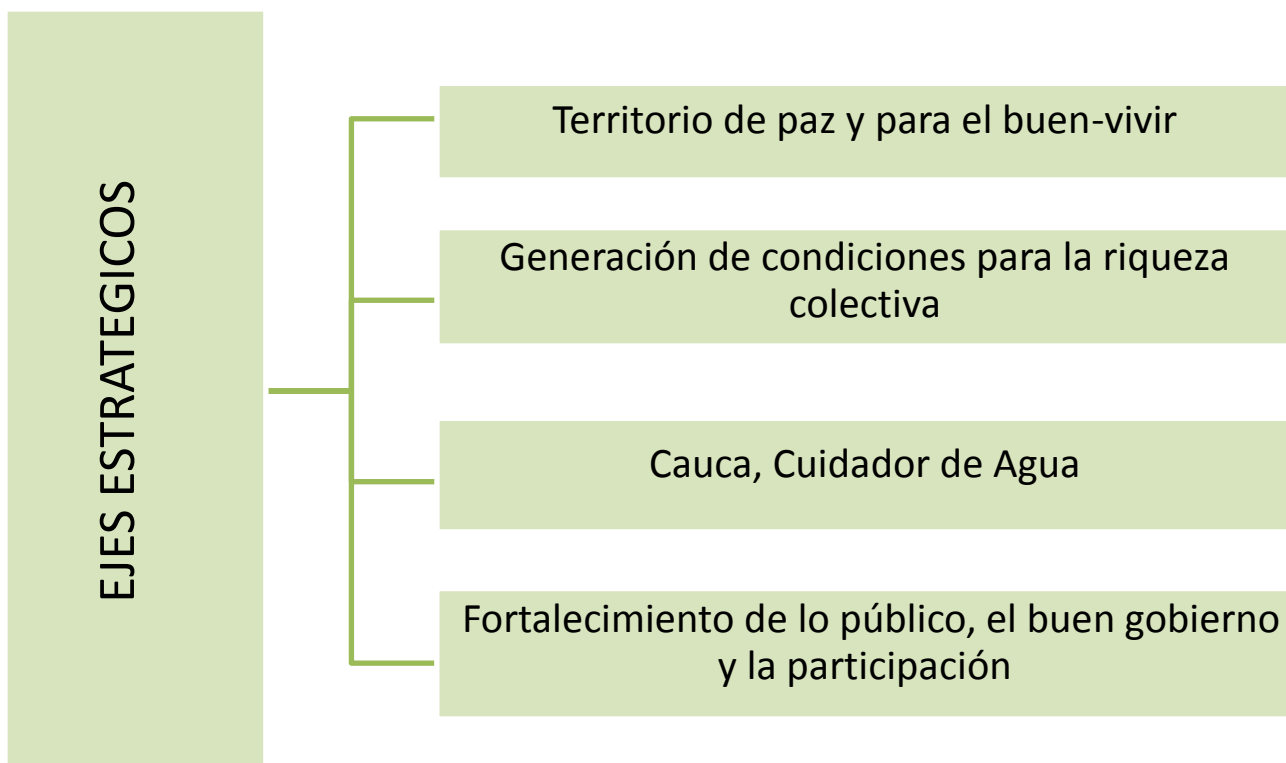 EJES ESTRATEGICOS
Territorio de paz y para el buen-vivir
Generación de condiciones para la riqueza
colectiva
Cauca, Cuidador de Agua
Fortalecimiento de lo público, el buen gobierno
y la participación